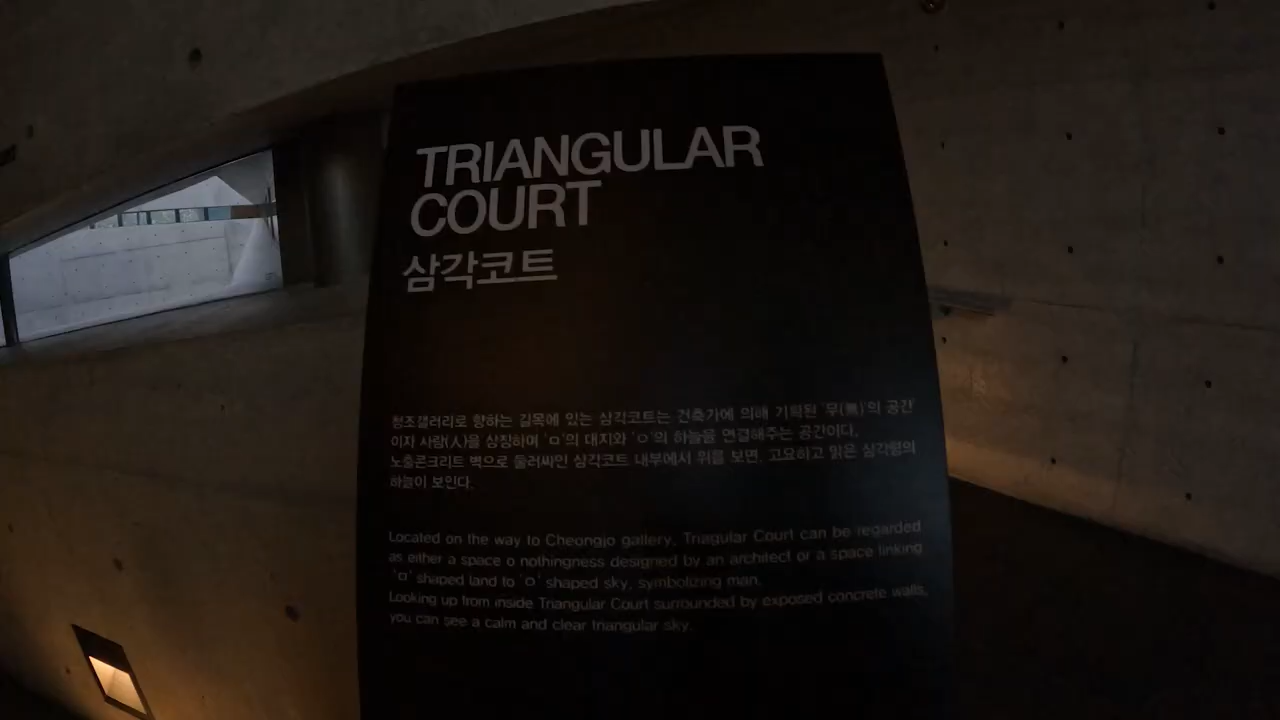 TRIANGULAR
COURT
삼각코트
청조갤러리로 향하는 길목에 있는 삼각코트는 건축가에 의해 기획된 '무(無)'의 공간
이자 사람(人)을 상징하며 'ㅁ'의 대지와 'ㅇ'의 하늘을 연결해주는 공간이다.
노출콘크리트 벽으로 둘러싸인 삼각코트 내부에서 위를 보면, 고요하고 맑은 삼각형의
하늘이 보인다.
Located on the way to Cheongjo gallery, Triagular Court can be regarded
as either a space o nothingness designed by an architect or a space linking
'ㅁ' shaped land to 'ㅇ' shaped sky, symbolizing man.
Looking up from inside Triangular Court surrounded by exposed concrete walls,
you can see a calm and clear triangular sky.